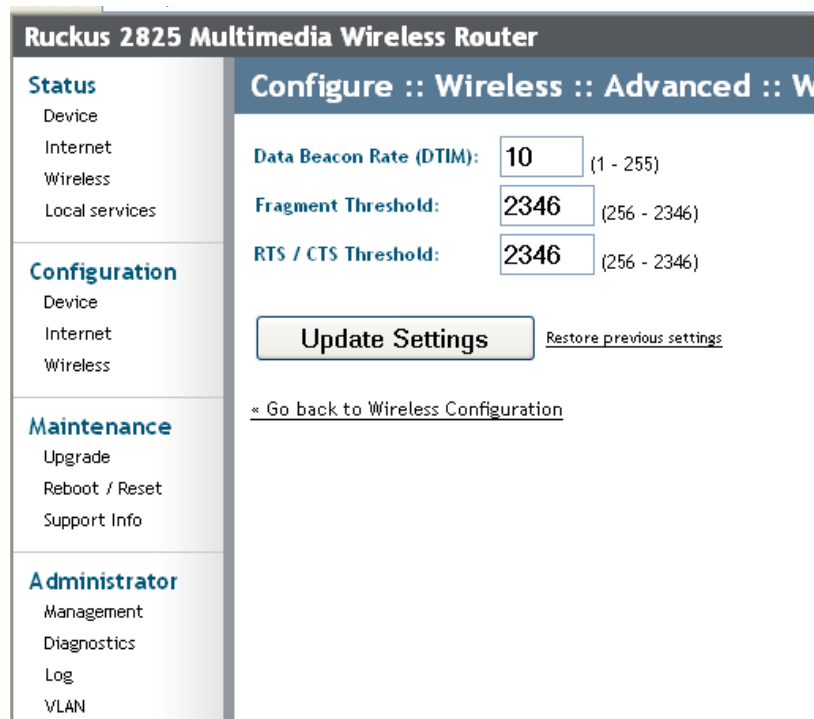 Ruckus 2825 Multimedia Wireless Router
Status
Device
Internet
Wireless
Local services
Configuration
Device
Internet
Wireless
Maintenance
Upgrade
Reboot / Reset
Support Info
Administrator
Management
Diagnostics
Log
VLAN
Configure :: Wireless :: Advanced :: W
Data Beacon Rate (DTIM): 10 (1 - 255)
Fragment Threshold: 2346 (256 - 2346)
RTS / CTS Threshold: 2346 (256 - 2346)
Update Settings Restore previous settings
« Go back to Wireless Configuration